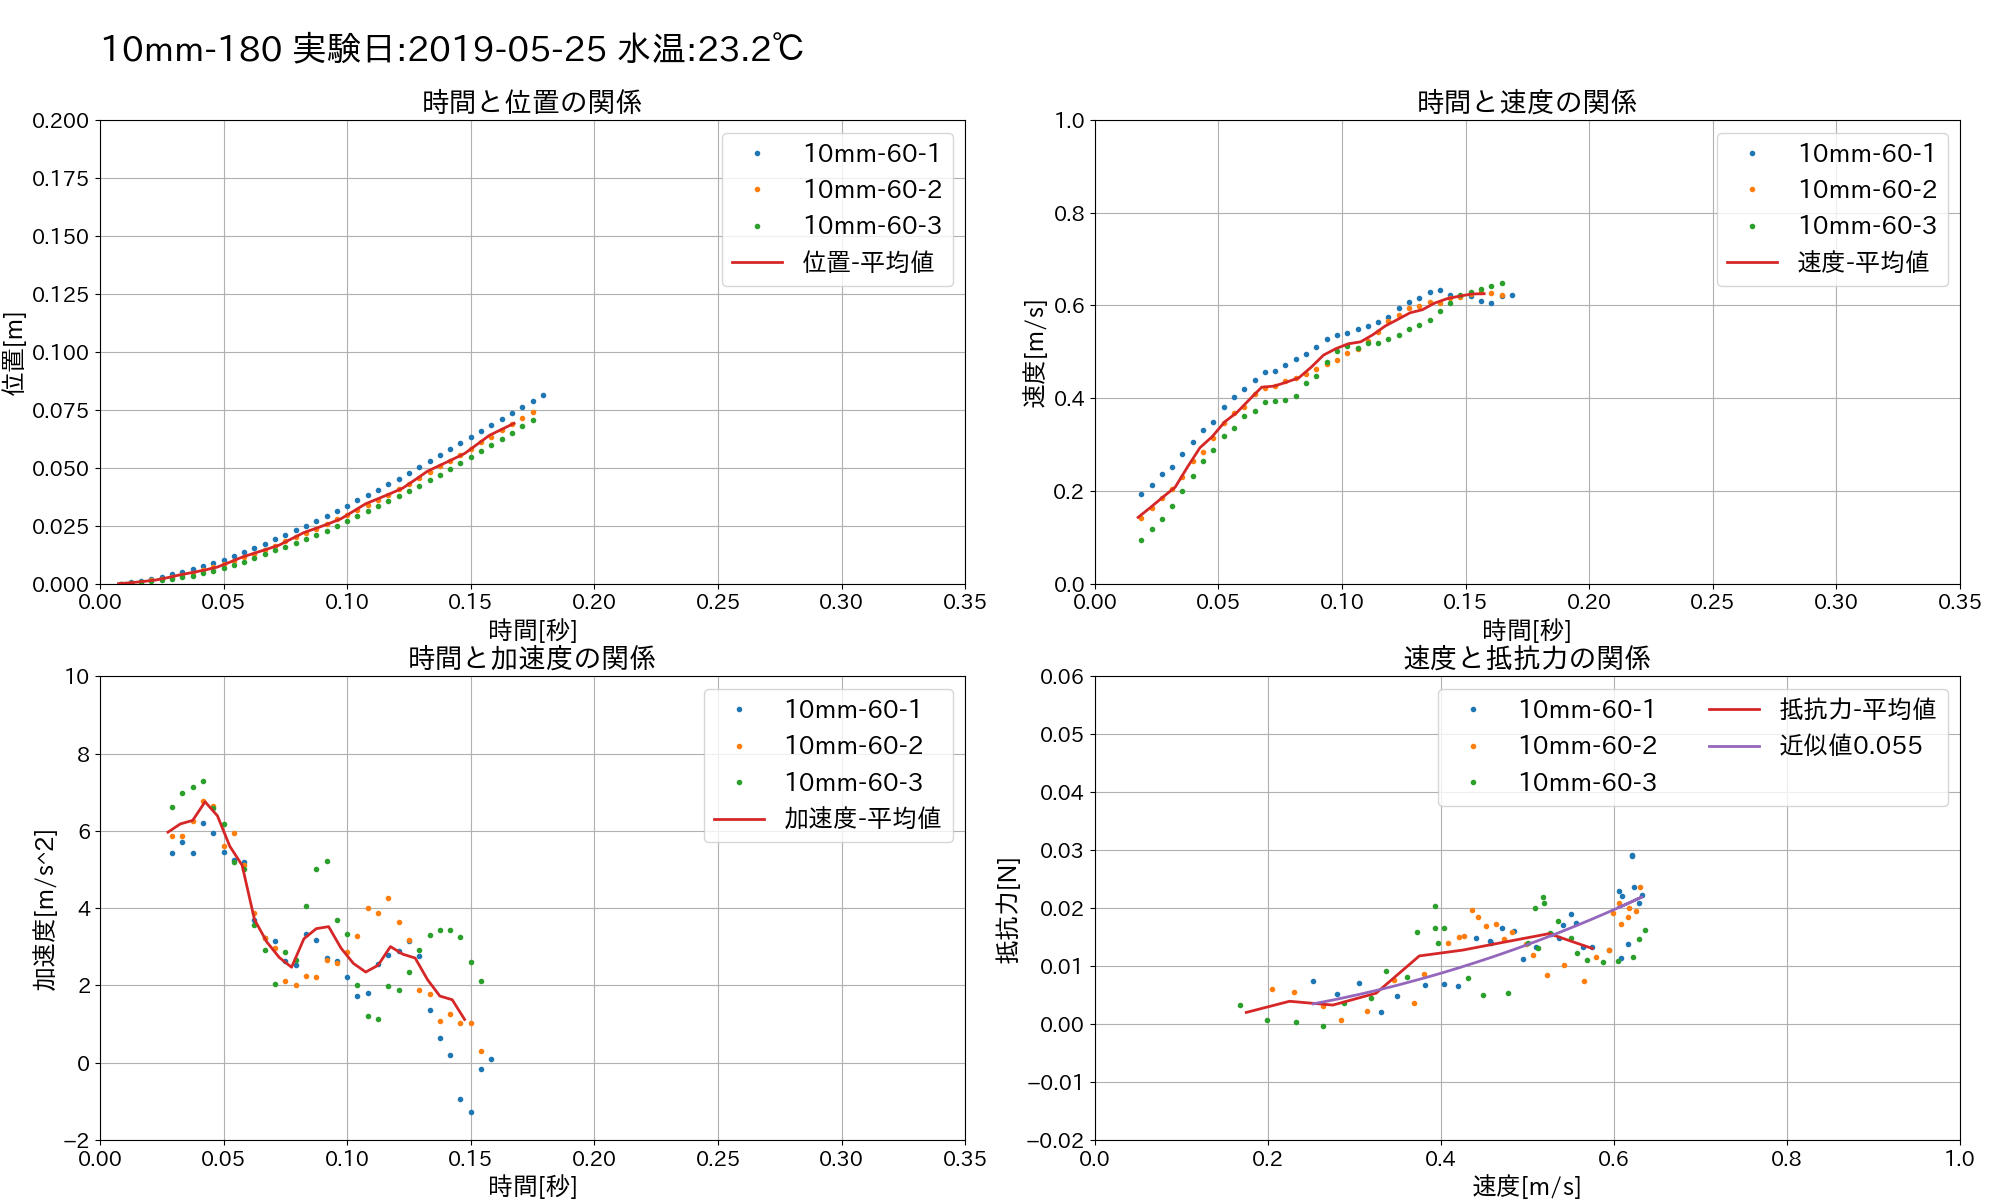 10mm-180 実験日:2019-05-25 水温:23.2℃
時間と位置の関係
0.200
0.175
0.150
0.125
0.100
0.075
0.050
0.025
0.000
位置[m]
10mm-60-1
10mm-60-2
10mm-60-3
位置-平均値
0.00 0.05 0.10 0.15 0.20 0.25 0.30 0.35
時間[秒]
時間と速度の関係
1.0
0.8
0.6
0.4
0.2
0.0
速度[m/s]
10mm-60-1
10mm-60-2
10mm-60-3
速度-平均値
0.00 0.05 0.10 0.15 0.20 0.25 0.30 0.35
時間[秒]
時間と加速度の関係
10
8
6
4
2
0
−2
加速度[m/s^2]
10mm-60-1
10mm-60-2
10mm-60-3
加速度-平均値
0.00 0.05 0.10 0.15 0.20 0.25 0.30 0.35
時間[秒]
速度と抵抗力の関係
0.06
0.05
0.04
0.03
0.02
0.01
0.00
−0.01
−0.02
抵抗力[N]
10mm-60-1
10mm-60-2
10mm-60-3
抵抗力-平均値
近似値0.055
0.0 0.2 0.4 0.6 0.8 1.0
速度[m/s]